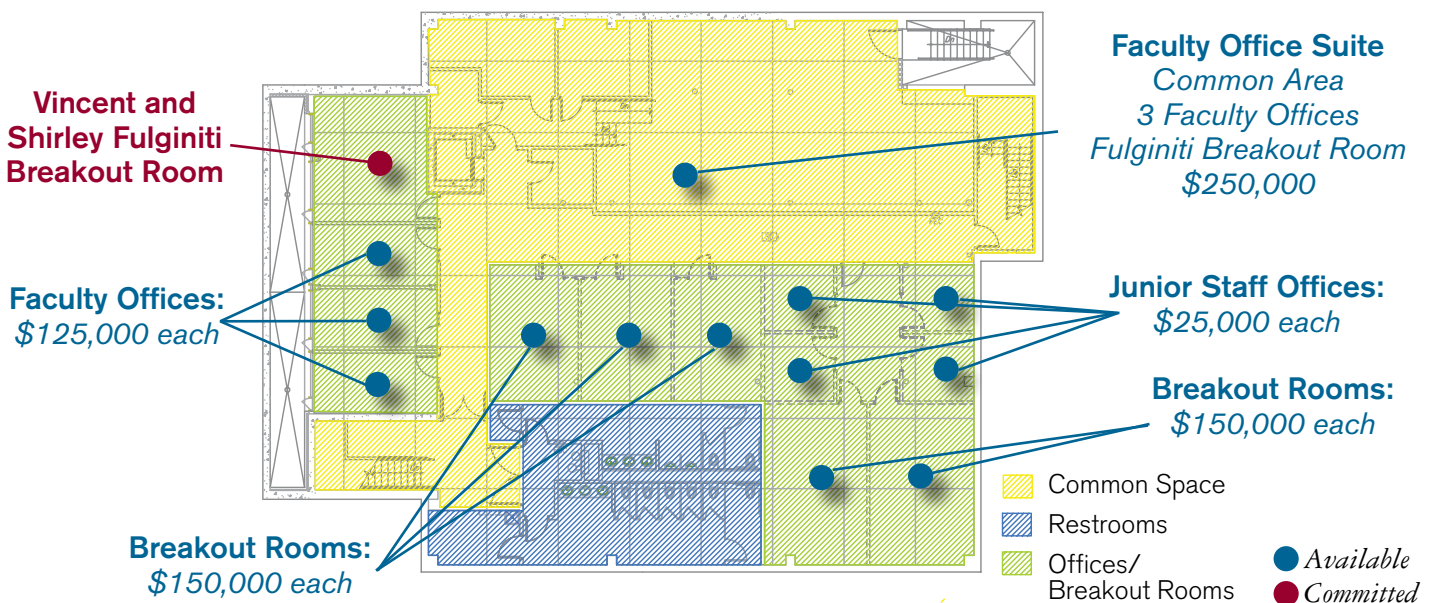 Vincent and
Shirley Fulginiti
Breakout Room
Faculty Office Suite
Common Area
3 Faculty Offices
Fulginiti Breakout Room
$250,000
Faculty Offices:
$125,000 each
Junior Staff Offices:
$25,000 each
Breakout Rooms:
$150,000 each
Breakout Rooms:
$150,000 each
Common Space
Restrooms
Offices/
Breakout Rooms
Available
Committed